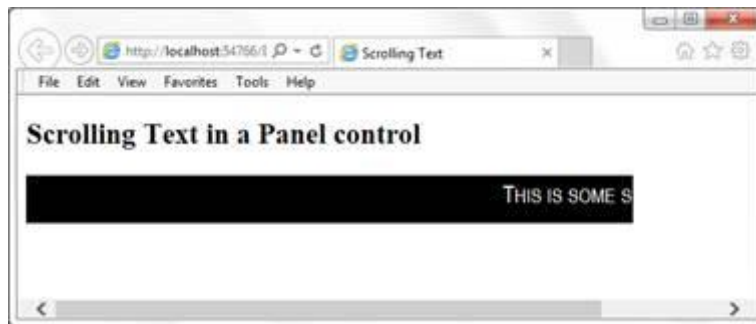 http://localhost:54766/
Scrolling Text
File Edit View Favorites Tools Help
Scrolling Text in a Panel control
THIS IS SOME S